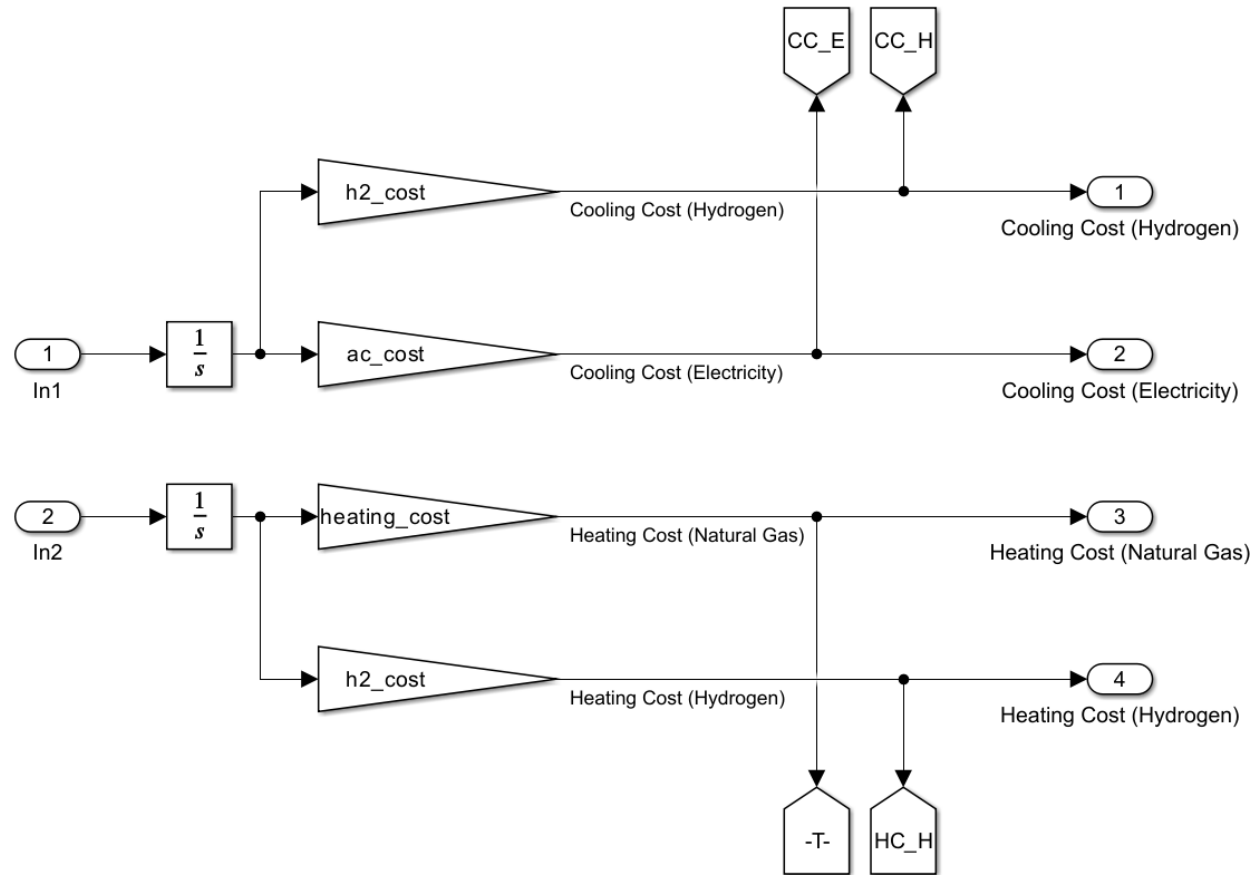 CC_E
CC_H
h2_cost
Cooling Cost (Hydrogen)
1
Cooling Cost (Hydrogen)
1
In1
1
s
ac_cost
Cooling Cost (Electricity)
2
Cooling Cost (Electricity)
2
In2
1
s
heating_cost
Heating Cost (Natural Gas)
3
Heating Cost (Natural Gas)
h2_cost
Heating Cost (Hydrogen)
4
Heating Cost (Hydrogen)
-T-
HC_H